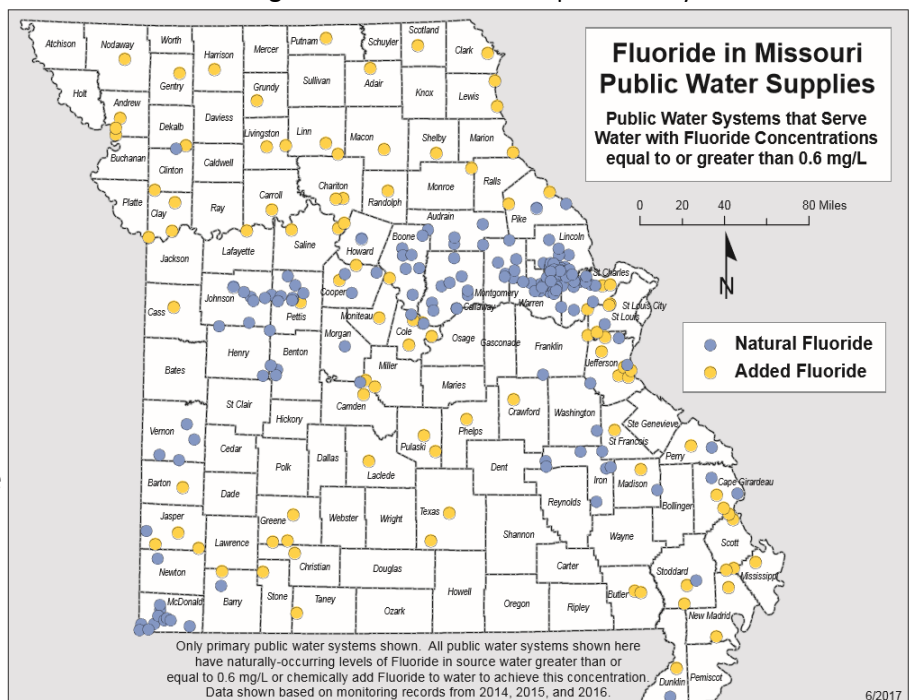 Fluoride in Missouri
Public Water Supplies
Public Water Systems that Serve
Water with Fluoride Concentrations
equal to or greater than 0.6 mg/L
0 20 40 80 Miles
N
Natural Fluoride
Added Fluoride
Atchison
Nodaway
Worth
Harrison
Mercer
Putnam
Schuyler
Scotland
Clark
Holt
Gentry
Grundy
Sullivan
Adair
Knox
Lewis
Andrew
Dekalb
Daviess
Livingston
Linn
Macon
Shelby
Marion
Buchanan
Clinton
Caldwell
Chariton
Randolph
Monroe
Ralls
Platte
Clay
Ray
Carroll
Audrain
Pike
Jackson
Lafayette
Saline
Howard
Boone
Lincoln
Johnson
Pettis
Cooper
Callaway
Montgomery
Warren
St Charles
St Louis City
St Louis
Cass
Moniteau
Cole
Osage
Gasconade
Franklin
Jefferson
Bates
Henry
Benton
Morgan
Miller
Maries
St Clair
Hickory
Camden
Crawford
Washington
Ste Genevieve
Vernon
Cedar
Polk
Dallas
Laclede
Pulaski
Phelps
Dent
St Francois
Perry
Iron
Madison
Cape Girardeau
Bollinger
Barton
Dade
Greene
Webster
Wright
Texas
Reynolds
Jasper
Lawrence
Shannon
Wayne
Scott
Newton
Christian
Douglas
Howell
Carter
Stoddard
Mississippi
McDonald
Barry
Stone
Taney
Ozark
Oregon
Ripley
Butler
New Madrid
Dunklin
Pemiscot
Only primary public water systems shown. All public water systems shown here
have naturally-occurring levels of Fluoride in source water greater than or
equal to 0.6 mg/L or chemically add Fluoride to water to achieve this concentration.
Data shown based on monitoring records from 2014, 2015, and 2016.
6/2017